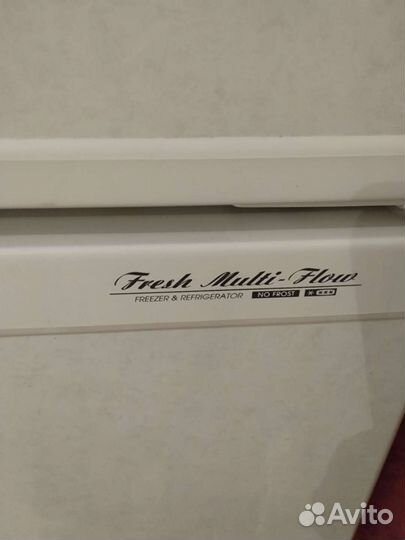 Fresh Multi-Flow
FREEZER & REFRIGERATOR NO FROST
Avito